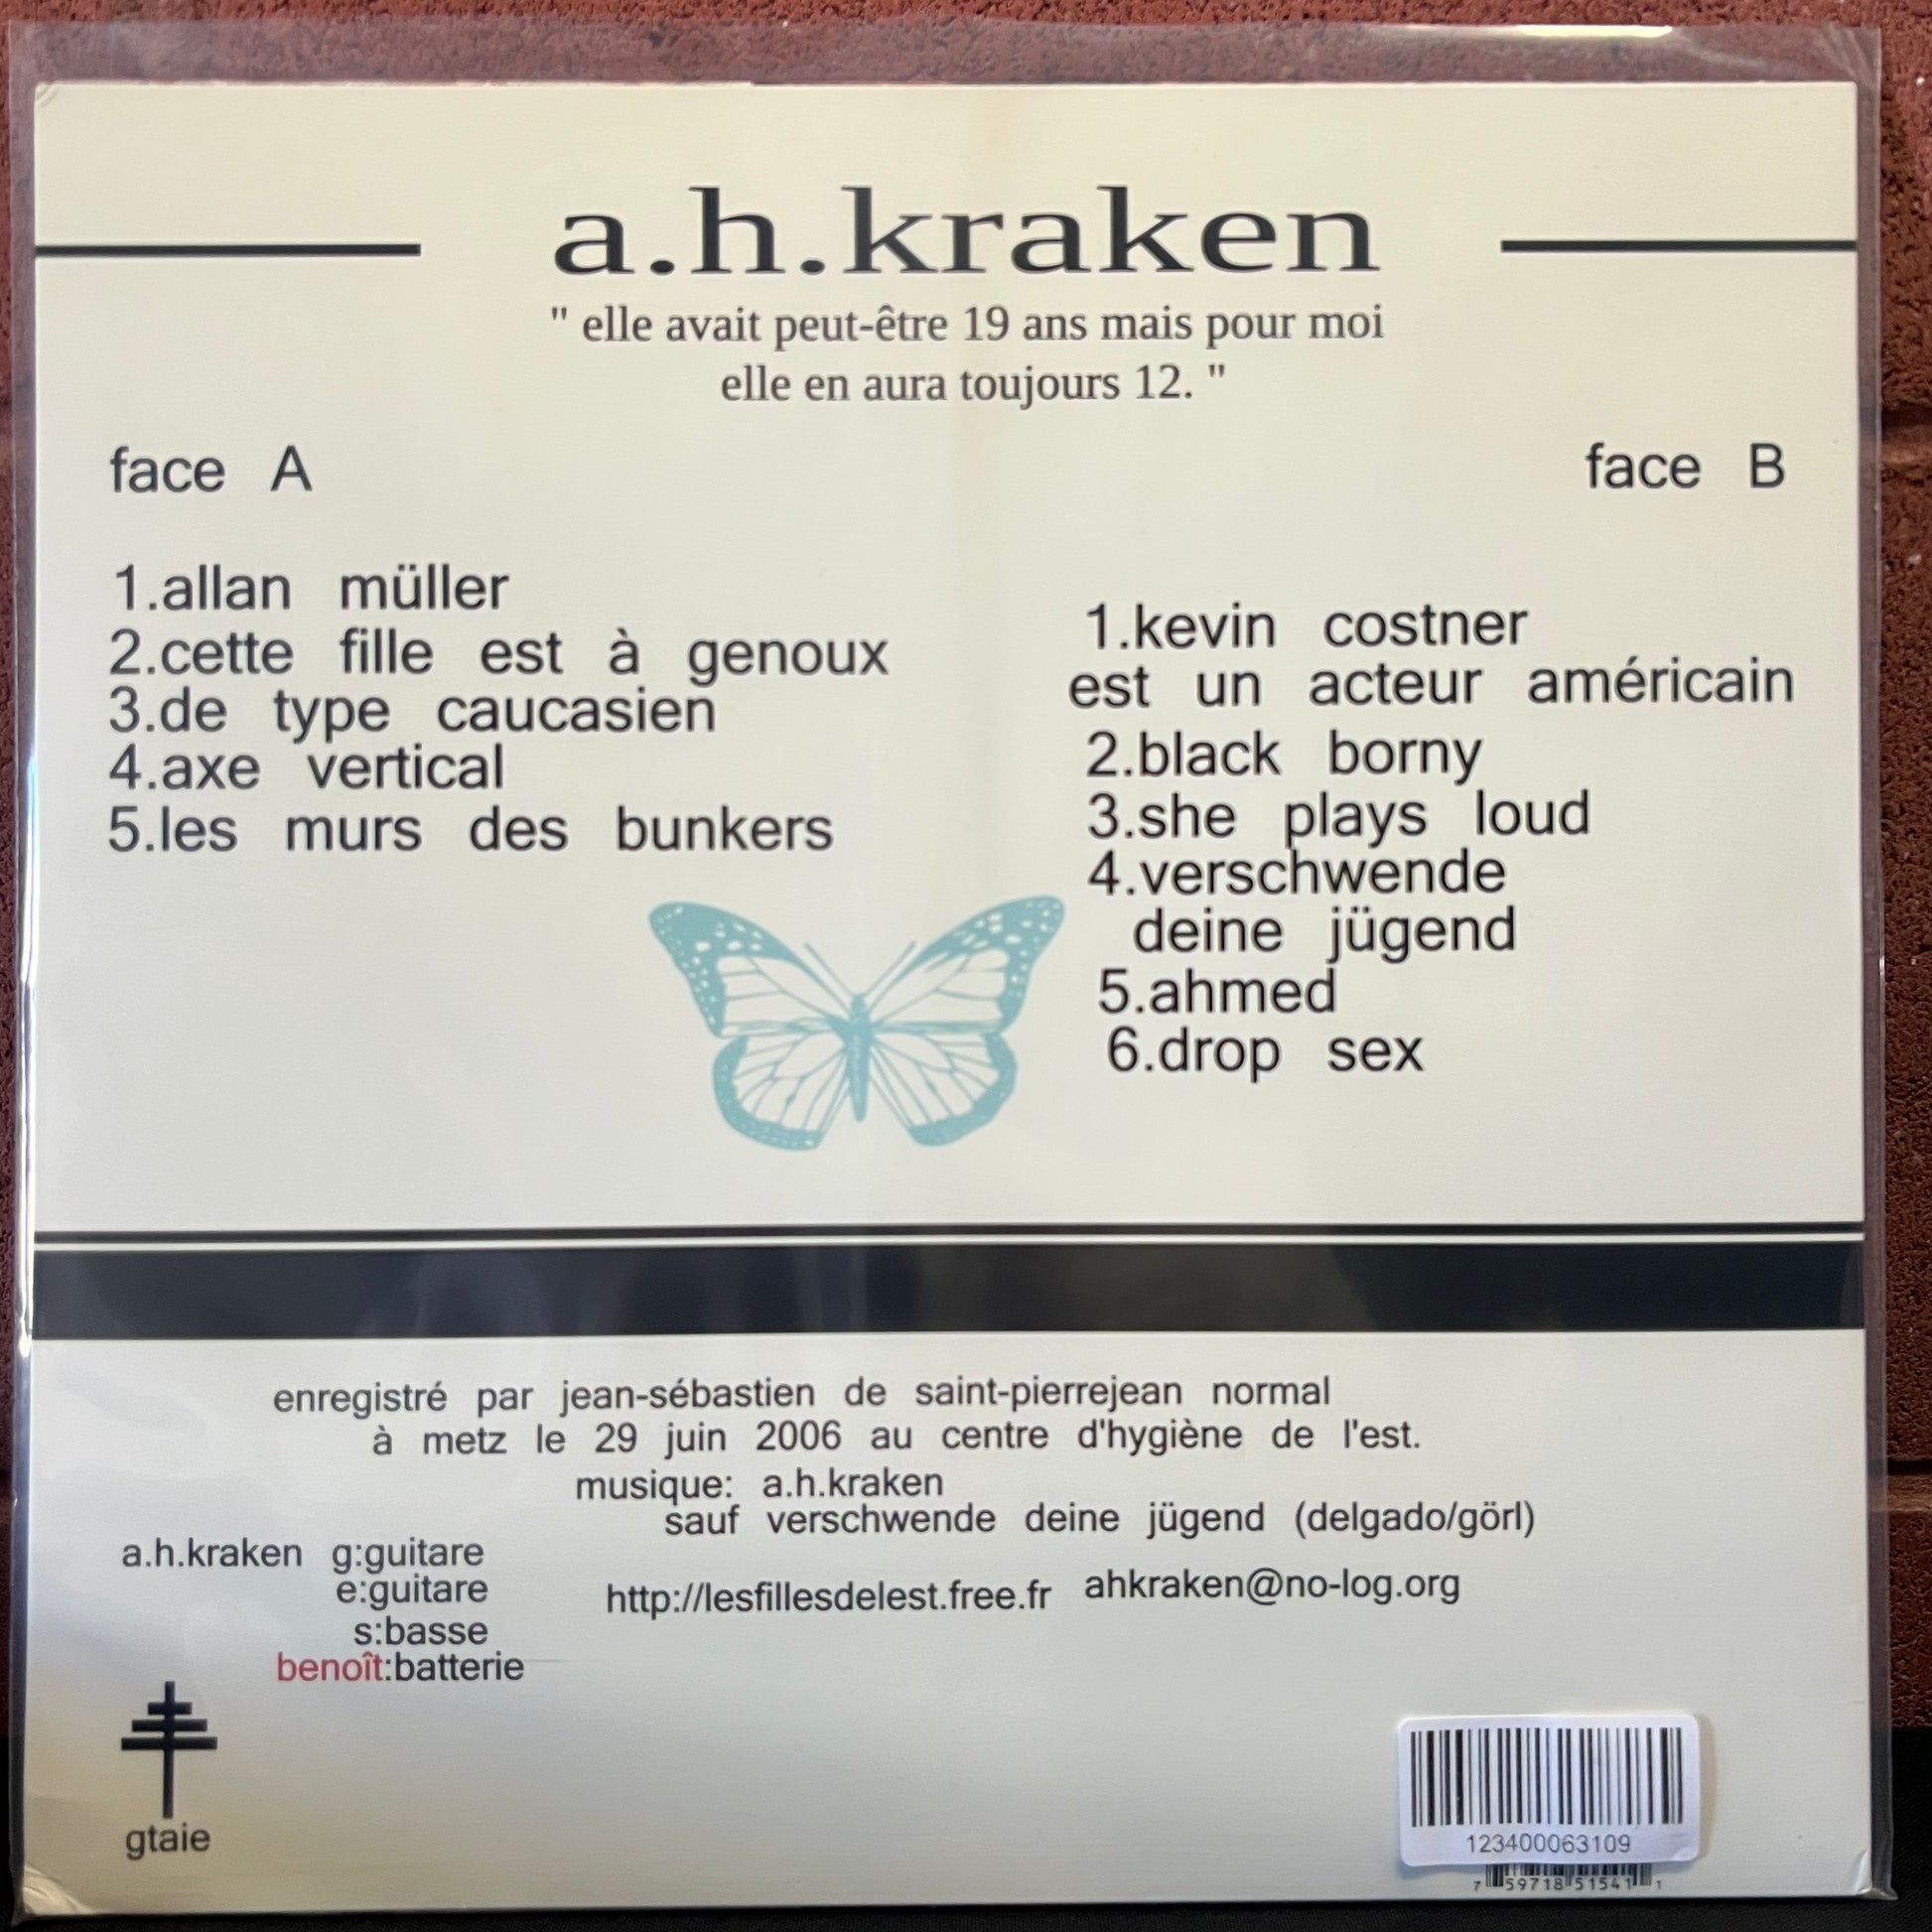 a.h.kraken
" elle avait peut-être 19 ans mais pour moi
elle en aura toujours 12. "
face A
1.allan müller
2.cette fille est à genoux
3.de type caucasien
4.axe vertical
5.les murs des bunkers
face B
1.kevin costner
est un acteur américain
2.black borny
3.she plays loud
4.verschwende
deine jügend
5.ahmed
6.drop sex
enregistré par jean-sébastien de saint-pierrejean normal
à metz le 29 juin 2006 au centre d'hygiène de l'est.
musique: a.h.kraken
sauf verschwende deine jügend (delgado/görl)
a.h.kraken g:guitare
e:guitare
s:basse
benoît:batterie
http://lesfillesdelest.free.fr ahkraken@no-log.org
gtaie
123400063109
7 59718 51541 1